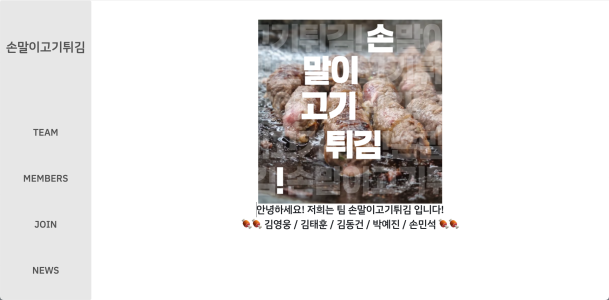 손말이고기튀김
TEAM
MEMBERS
JOIN
NEWS
손
말이
고기
튀김
!
안녕하세요! 저희는 팀 손말이고기튀김 입니다!
🍖🍖 김영웅 / 김태훈 / 김동건 / 박예진 / 손민석 🍖🍖